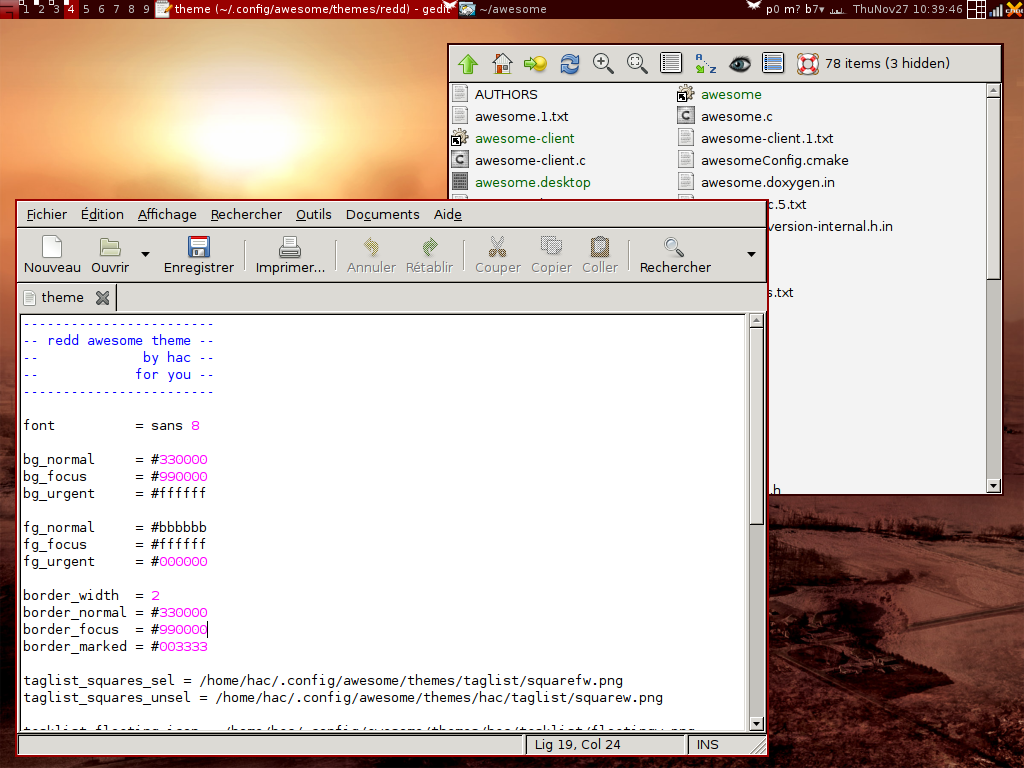 1 2 3 4 5 6 7 8 9 theme (~/.config/awesome/themes/redd) - gedit ~/awesome p0 m? b7▾ ThuNov27 10:39:46
78 items (3 hidden)
AUTHORS awesome
awesome.1.txt awesome.c
awesome-client awesome-client.1.txt
awesome-client.c awesomeConfig.cmake
awesome.desktop awesome.doxygen.in
c.5.txt
version-internal.h.in
s.txt
.h
Fichier Édition Affichage Rechercher Outils Documents Aide
Nouveau Ouvrir Enregistrer Imprimer... Annuler Rétablir Couper Copier Coller Rechercher
theme
------------------------
-- redd awesome theme --
--             by hac --
--            for you --
------------------------
font          = sans 8
bg_normal     = #330000
bg_focus      = #990000
bg_urgent     = #ffffff
fg_normal     = #bbbbbb
fg_focus      = #ffffff
fg_urgent     = #000000
border_width  = 2
border_normal = #330000
border_focus  = #990000
border_marked = #003333
taglist_squares_sel = /home/hac/.config/awesome/themes/taglist/squarefw.png
taglist_squares_unsel = /home/hac/.config/awesome/themes/hac/taglist/squarew.png
Lig 19, Col 24 INS